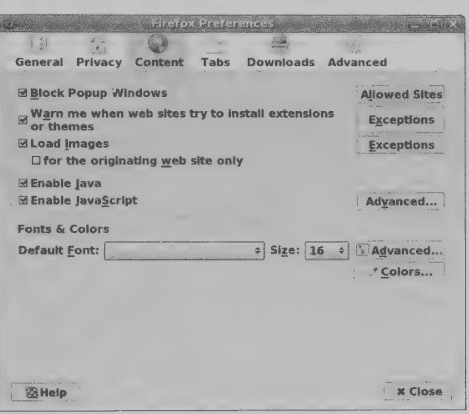 Firefox Preferences
General Privacy Content Tabs Downloads Advanced
Block Popup Windows
Allowed Sites
Warn me when web sites try to install extensions
or themes
Exceptions
Load Images
Exceptions
for the originating web site only
Enable Java
Enable JavaScript
Advanced...
Fonts & Colors
Default Font:
Size: 16
Advanced...
Colors...
Help
Close